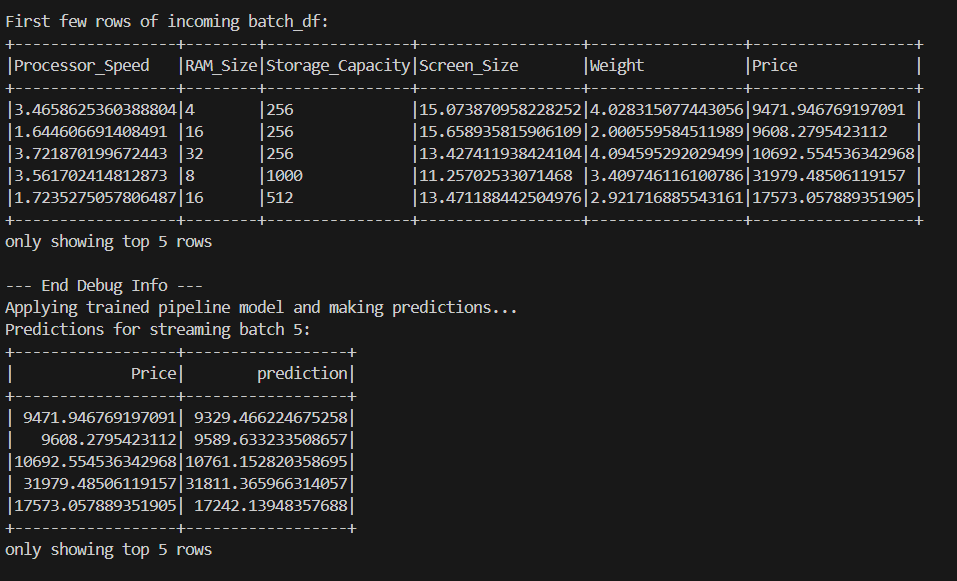 First few rows of incoming batch_df:
+------------------+--------+----------------+------------------+-----------------+------------------+
|Processor_Speed   |RAM_Size|Storage_Capacity|Screen_Size       |Weight           |Price             |
+------------------+--------+----------------+------------------+-----------------+------------------+
|3.4658625360388804|4       |256             |15.073870958228252|4.028315077443056|9471.946769197091 |
|1.644606691408491 |16      |256             |15.658935815906109|2.000559584511989|9608.2795423112   |
|3.721870199672443 |32      |256             |13.427411938424104|4.094595292029499|10692.554536342968|
|3.561702414812873 |8       |1000            |11.25702533071468 |3.409746116100786|31979.48506119157 |
|1.7235275057806487|16      |512             |13.471188442504976|2.921716885543161|17573.057889351905|
+------------------+--------+----------------+------------------+-----------------+------------------+
only showing top 5 rows
--- End Debug Info ---
Applying trained pipeline model and making predictions...
Predictions for streaming batch 5:
+------------------+------------------+
|             Price|        prediction|
+------------------+------------------+
| 9471.946769197091| 9329.466224675258|
|   9608.2795423112| 9589.633233508657|
|10692.554536342968|10761.152820358695|
| 31979.48506119157|31811.365966314057|
|17573.057889351905| 17242.13948357688|
+------------------+------------------+
only showing top 5 rows